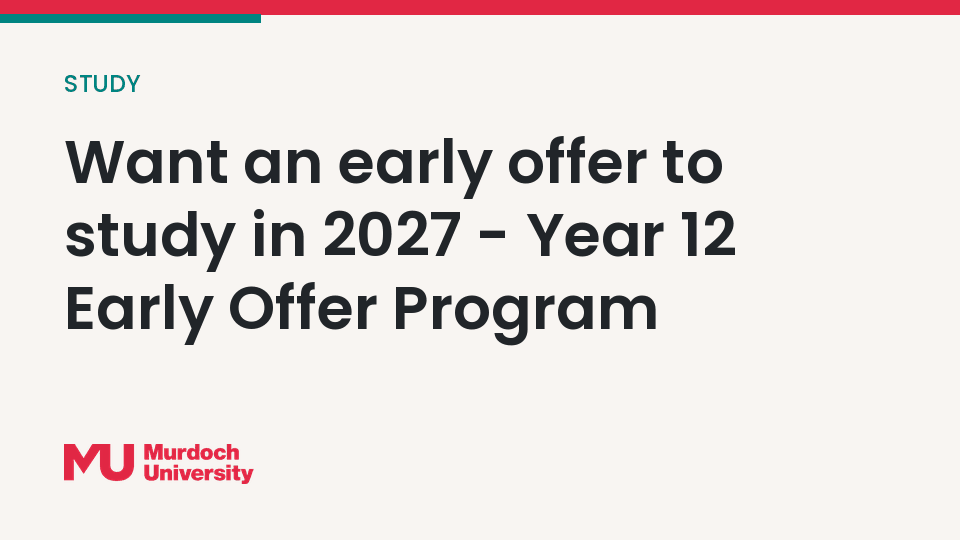 STUDY
Want an early offer to
study in 2027 - Year 12
Early Offer Program
MU Murdoch
University